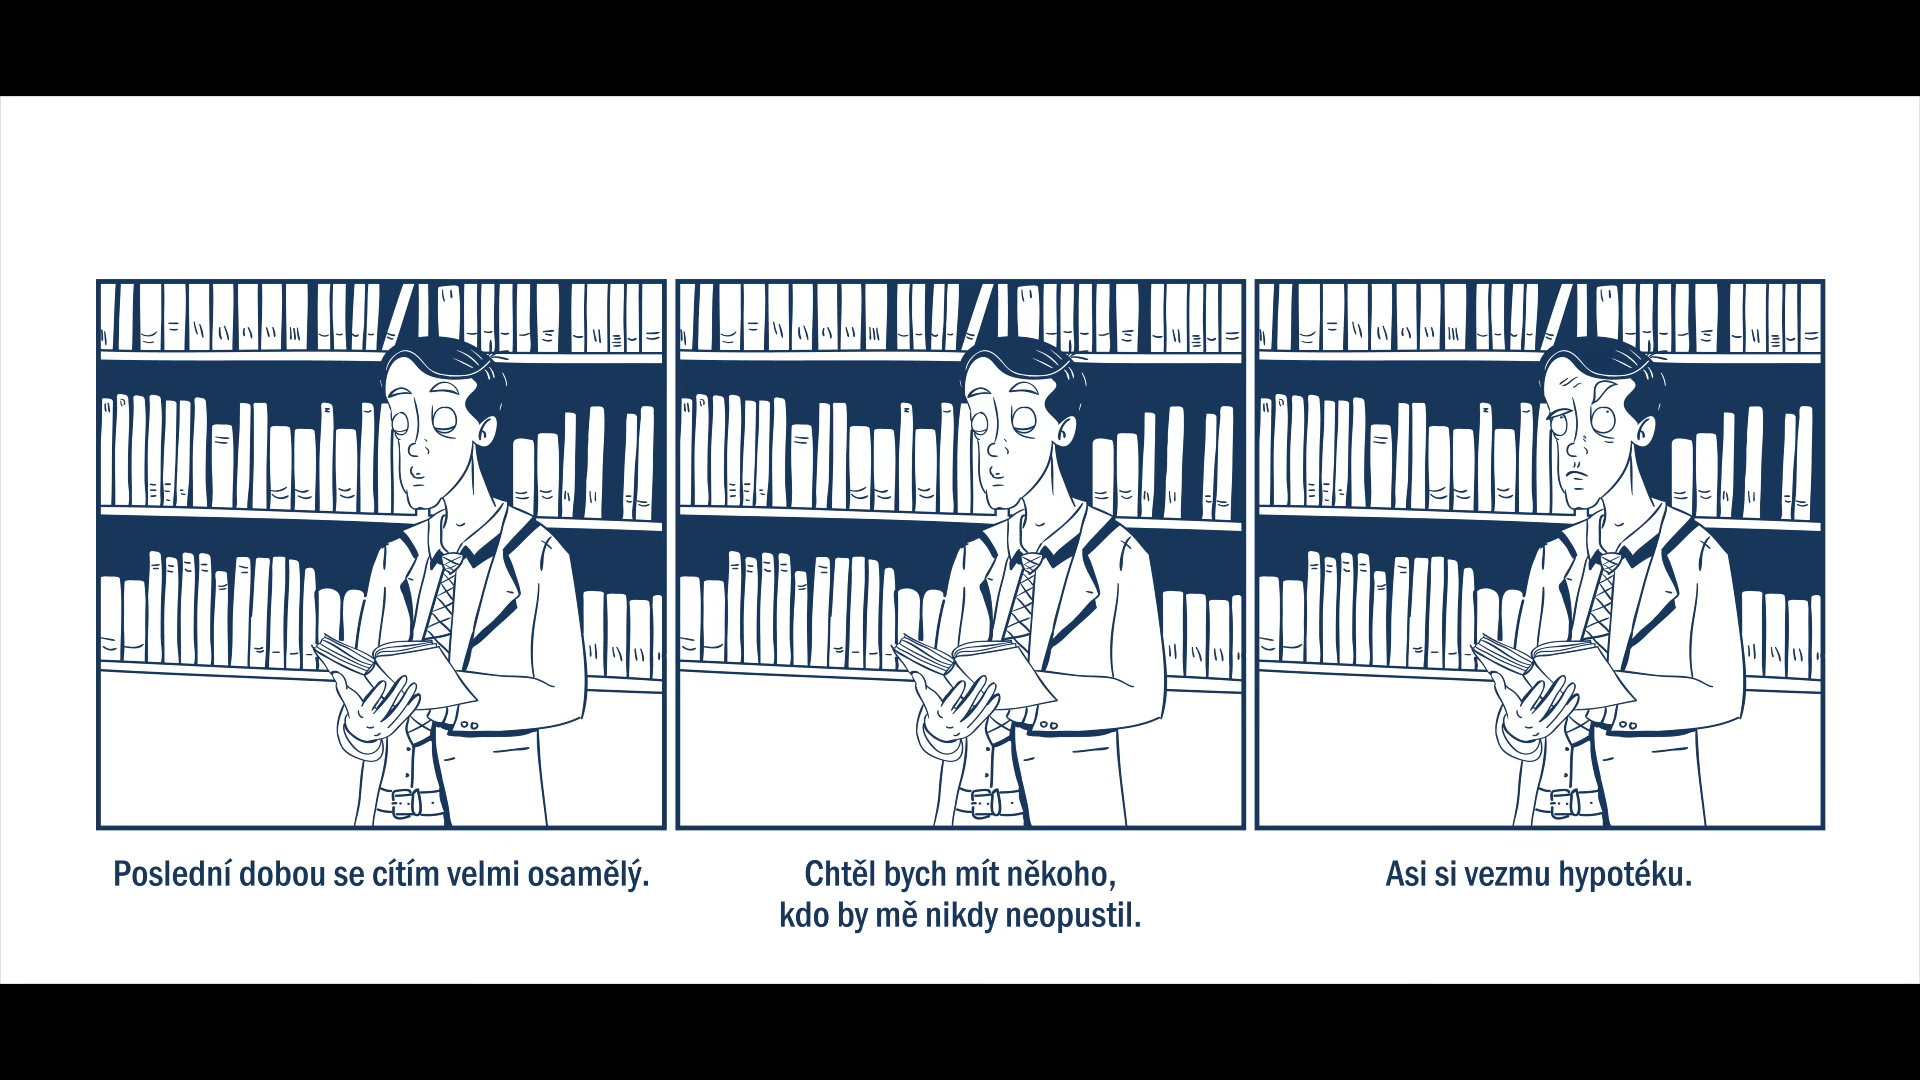 Poslední dobou se cítím velmi osamělý.
Chtěl bych mít někoho,
kdo by mě nikdy neopustil.
Asi si vezmu hypotéku.